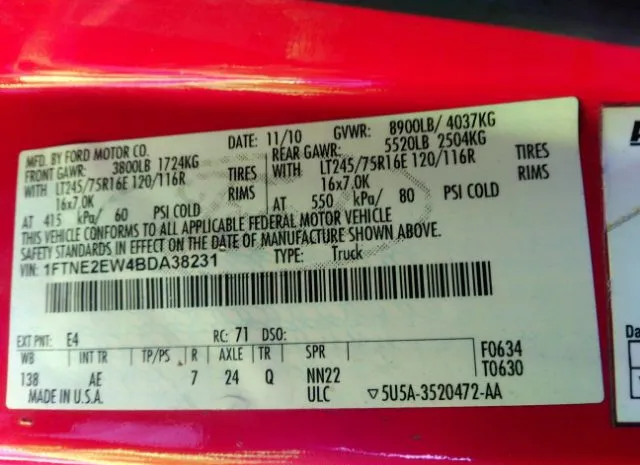 MFD. BY FORD MOTOR CO. DATE: 11/10 GVWR: 8900LB/ 4037KG
FRONT GAWR: 3800LB 1724KG REAR GAWR: 5520LB 2504KG
WITH LT245/75R16E 120/116R TIRES WITH LT245/75R16E 120/116R TIRES
16x7.0K RIMS 16x7.0K RIMS
AT 415 kPa/ 60 PSI COLD AT 550 kPa/ 80 PSI COLD
THIS VEHICLE CONFORMS TO ALL APPLICABLE FEDERAL MOTOR VEHICLE
SAFETY STANDARDS IN EFFECT ON THE DATE OF MANUFACTURE SHOWN ABOVE.
VIN: 1FTNE2EW4BDA38231 TYPE: Truck
EXT PNT: E4 RC: 71 DSO:
WB INT TR TP/PS R AXLE TR SPR F0634
T0630
138 AE 7 24 Q NN22
MADE IN U.S.A. ULC ▽5U5A-3520472-AA
Da